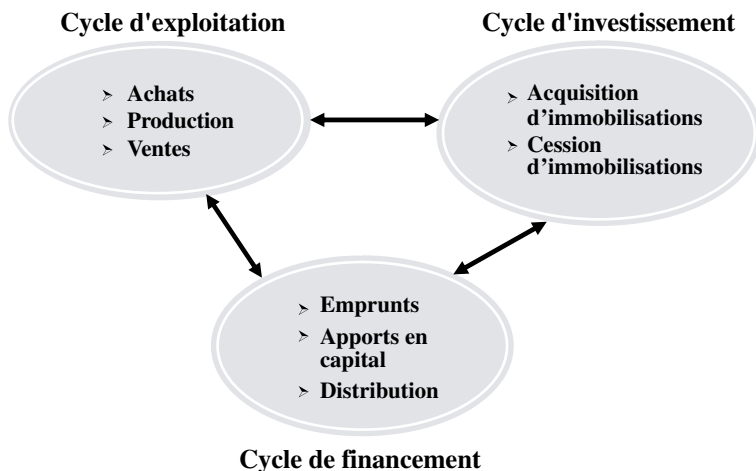 Cycle d'exploitation
Achats
Production
Ventes
Cycle d'investissement
Acquisition
d’immobilisations
Cession
d’immobilisations
Emprunts
Apports en
capital
Distribution
Cycle de financement